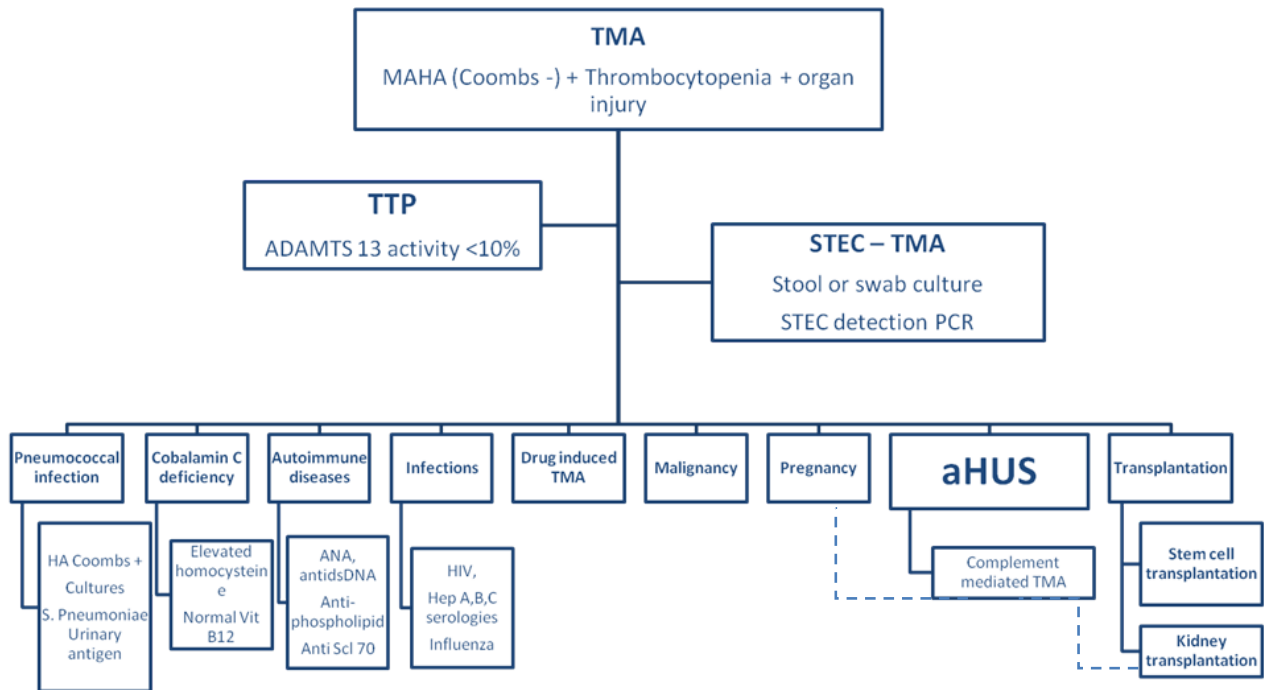 TMA
MAHA (Coombs -) + Thrombocytopenia + organ
injury
TTP
ADAMTS 13 activity <10%
STEC – TMA
Stool or swab culture
STEC detection PCR
Pneumococcal
infection
Cobalamin C
deficiency
Autoimmune
diseases
Infections
Drug induced
TMA
Malignancy
Pregnancy
aHUS
Transplantation
HA Coombs +
Cultures
S. Pneumoniae
Urinary
antigen
Elevated
homocystein
e
Normal Vit
B12
ANA,
antidsDNA
Anti-
phospholipid
Anti Scl 70
HIV,
Hep A,B,C
serologies
Influenza
Complement
mediated TMA
Stem cell
transplantation
Kidney
transplantation